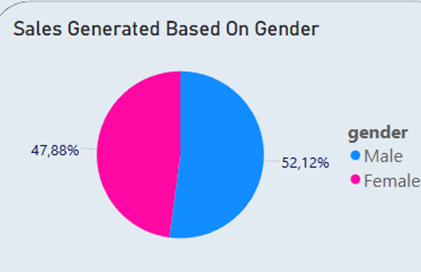 Sales Generated Based On Gender
47,88%
52,12%
gender
Male
Female